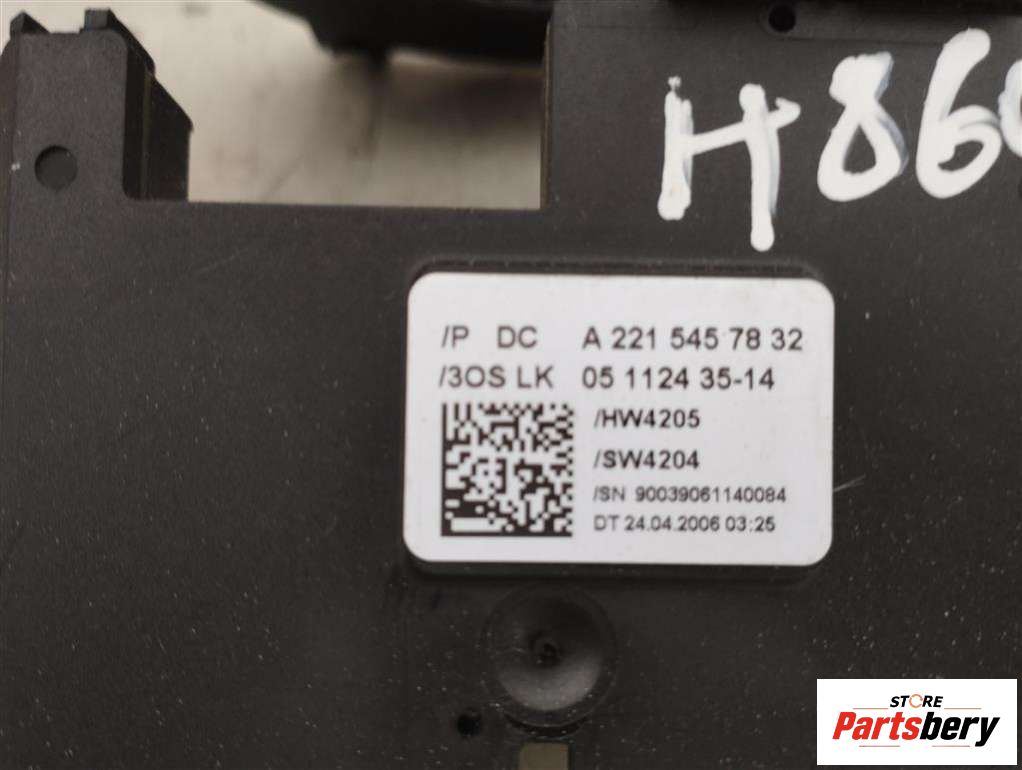 H86
/P DC A 221 545 78 32
/3OS LK 05 1124 35-14
/HW4205
/SW4204
/SN 90039061140084
DT 24.04.2006 03:25
STORE
Partsbery